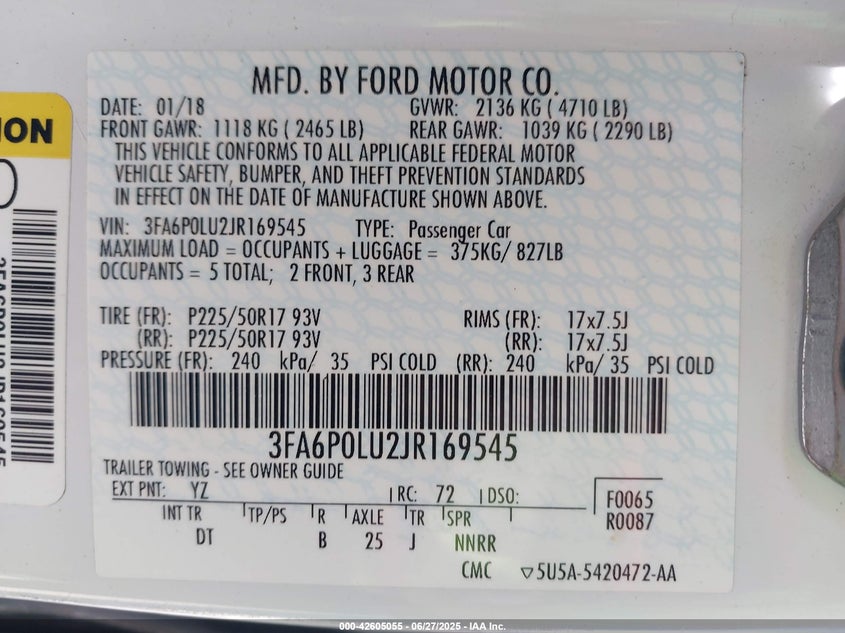 MFD. BY FORD MOTOR CO.
DATE: 01/18 GVWR: 2136 KG ( 4710 LB)
FRONT GAWR: 1118 KG ( 2465 LB) REAR GAWR: 1039 KG ( 2290 LB)
THIS VEHICLE CONFORMS TO ALL APPLICABLE FEDERAL MOTOR
VEHICLE SAFETY, BUMPER, AND THEFT PREVENTION STANDARDS
IN EFFECT ON THE DATE OF MANUFACTURE SHOWN ABOVE.
VIN: 3FA6P0LU2JR169545 TYPE: Passenger Car
MAXIMUM LOAD = OCCUPANTS + LUGGAGE = 375KG/ 827LB
OCCUPANTS = 5 TOTAL; 2 FRONT, 3 REAR
TIRE (FR): P225/50R17 93V RIMS (FR): 17x7.5J
(RR): P225/50R17 93V (RR): 17x7.5J
PRESSURE (FR): 240 kPa/ 35 PSI COLD (RR): 240 kPa/ 35 PSI COLD
3FA6P0LU2JR169545
TRAILER TOWING - SEE OWNER GUIDE
EXT PNT: YZ RC: 72 DSO: F0065
INT TR TP/PS R AXLE TR SPR R0087
DT B 25 J NNRR
CMC ▽5U5A-5420472-AA
ION
3FA6P0LU2JR169545
000-42605055 — 06/27/2025 — IAA Inc.